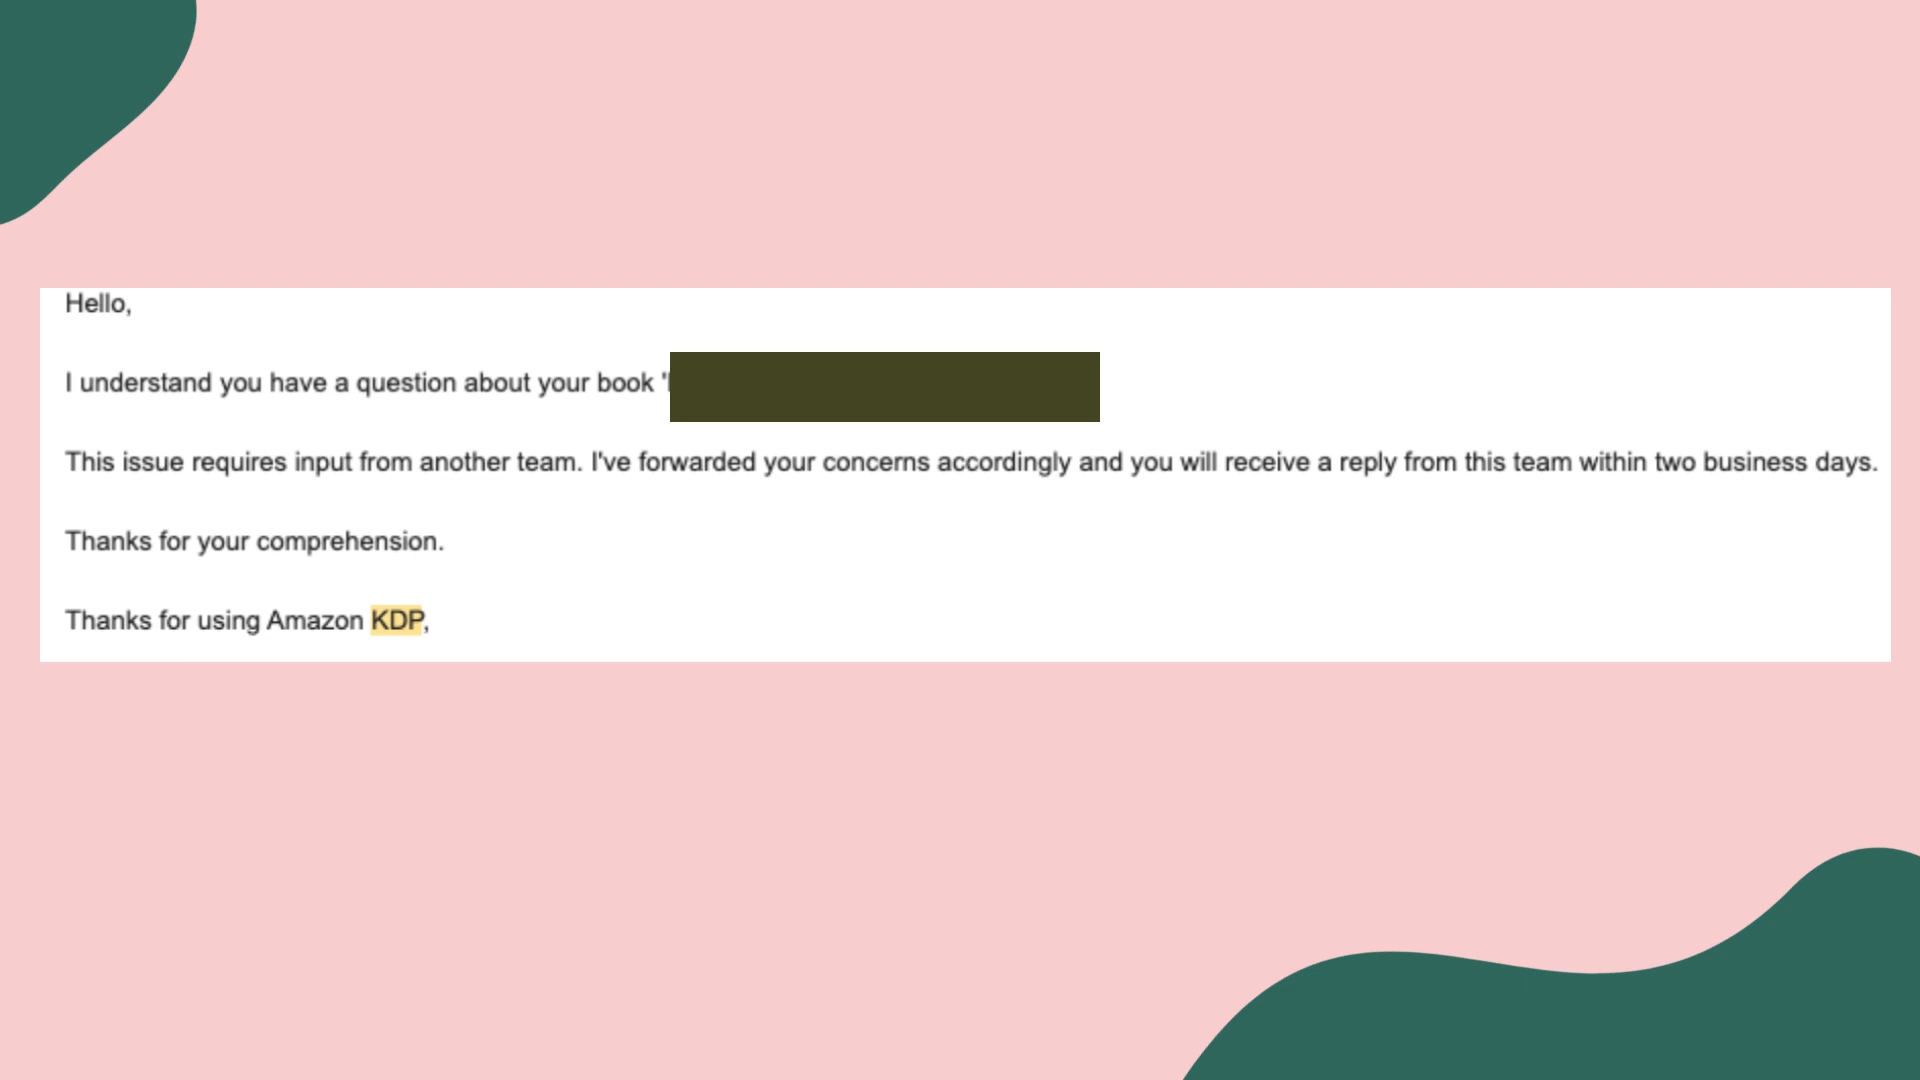 Hello,
I understand you have a question about your book '
This issue requires input from another team. I've forwarded your concerns accordingly and you will receive a reply from this team within two business days.
Thanks for your comprehension.
Thanks for using Amazon KDP,